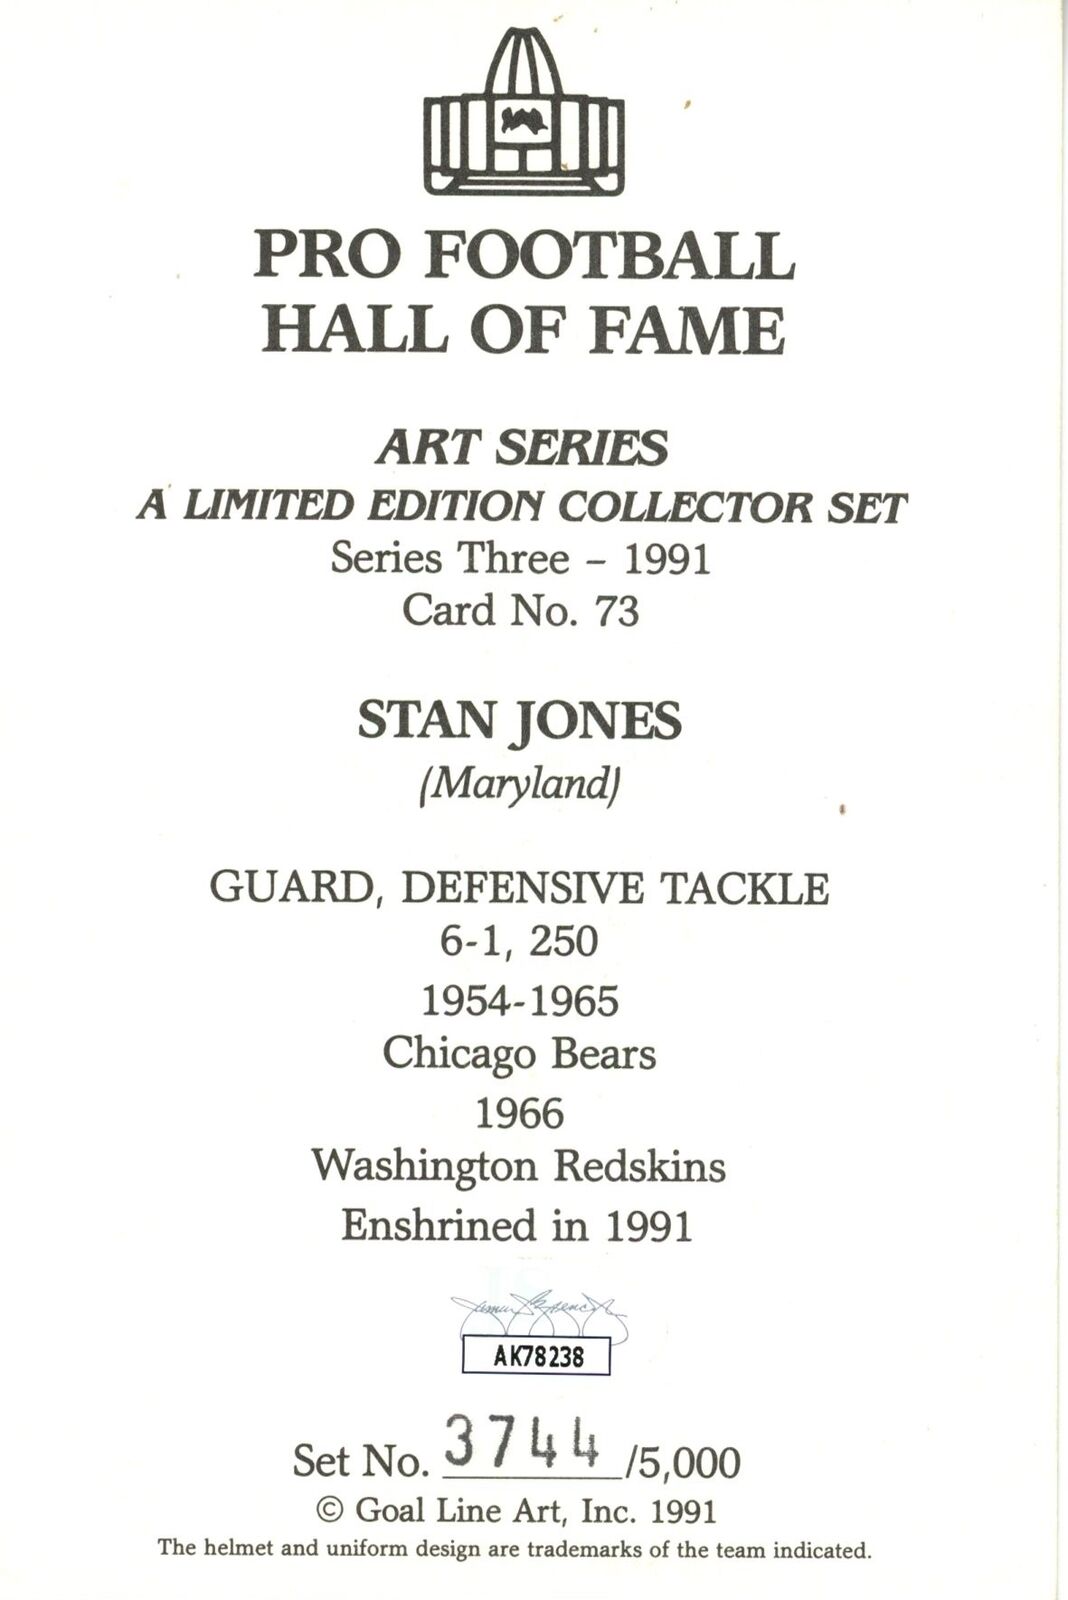 PRO FOOTBALL
HALL OF FAME
ART SERIES
A LIMITED EDITION COLLECTOR SET
Series Three - 1991
Card No. 73
STAN JONES
(Maryland)
GUARD, DEFENSIVE TACKLE
6-1, 250
1954-1965
Chicago Bears
1966
Washington Redskins
Enshrined in 1991
AK78238
Set No. 3744 /5,000
© Goal Line Art, Inc. 1991
The helmet and uniform design are trademarks of the team indicated.